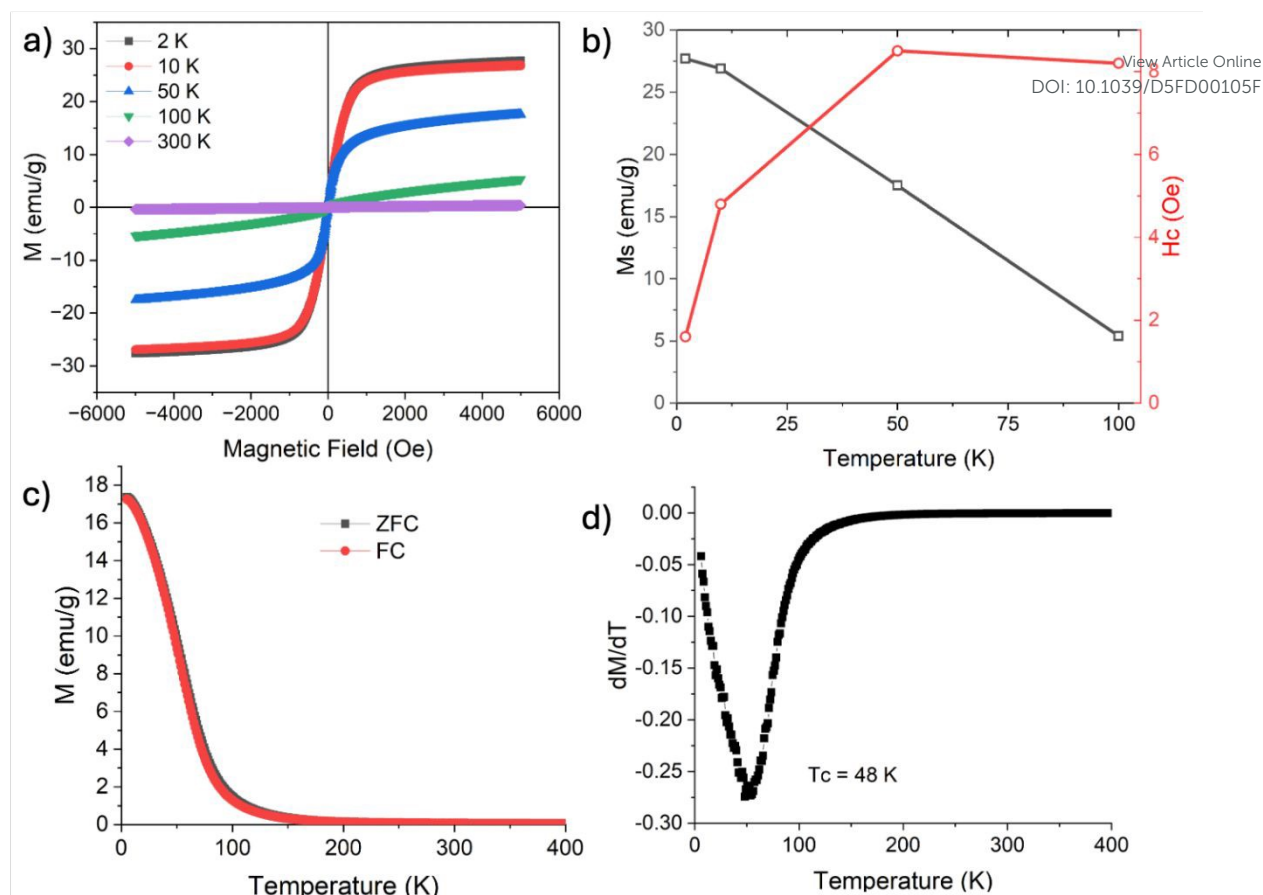 a)
2 K
10 K
50 K
100 K
300 K
M (emu/g)
30
20
10
0
−10
−20
−30
−6000 −4000 −2000 0 2000 4000 6000
Magnetic Field (Oe)
b)
View Article Online
DOI: 10.1039/D5FD00105F
Ms (emu/g)
30
25
20
15
10
5
0
Hc (Oe)
8
6
4
2
0
0 25 50 75 100
Temperature (K)
c)
ZFC
FC
M (emu/g)
18
16
14
12
10
8
6
4
2
0
0 100 200 300 400
Temperature (K)
d)
dM/dT
0.00
-0.05
-0.10
-0.15
-0.20
-0.25
-0.30
Tc = 48 K
0 100 200 300 400
Temperature (K)